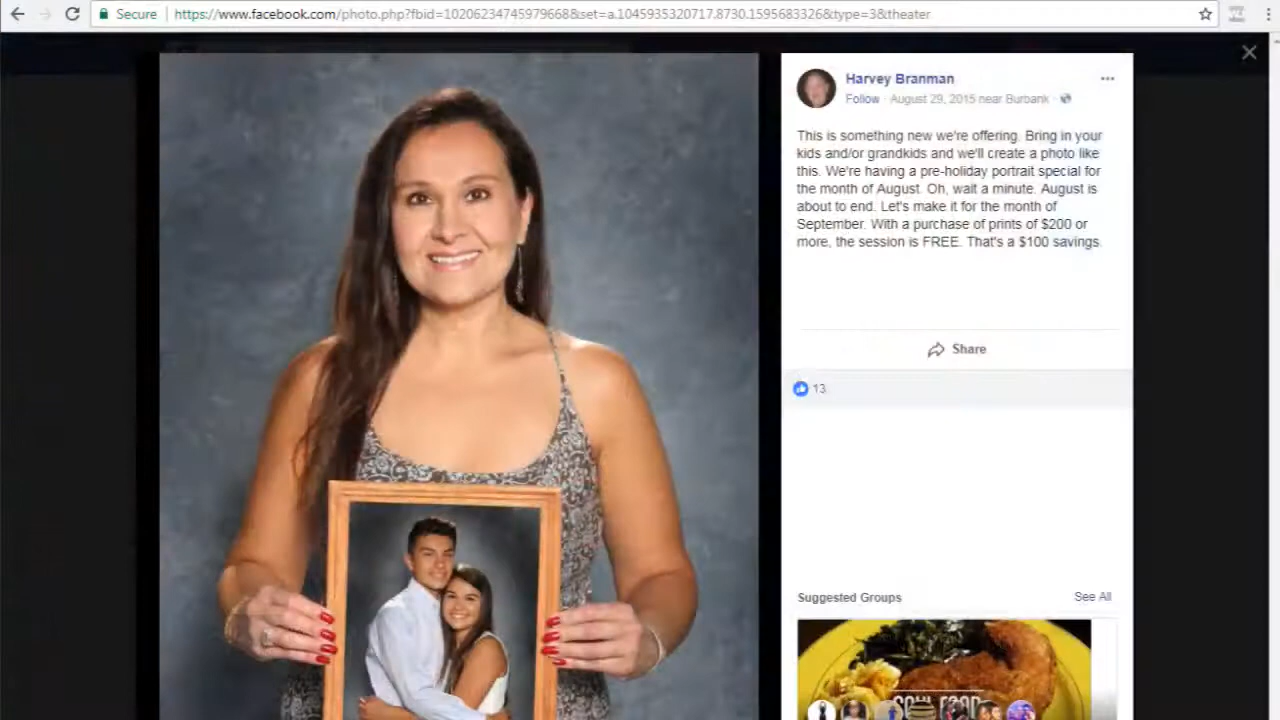 Secure
https://www.facebook.com/photo.php?fbid=10206234745979668&set=a.1045935320717.8730.1595683326&type=3&theater
Harvey Branman
Follow · August 29, 2015 near Burbank ·
This is something new we're offering. Bring in your
kids and/or grandkids and we'll create a photo like
this. We're having a pre-holiday portrait special for
the month of August. Oh, wait a minute. August is
about to end. Let's make it for the month of
September. With a purchase of prints of $200 or
more, the session is FREE. That's a $100 savings.
Share
13
Suggested Groups
See All
SOUL FOOD